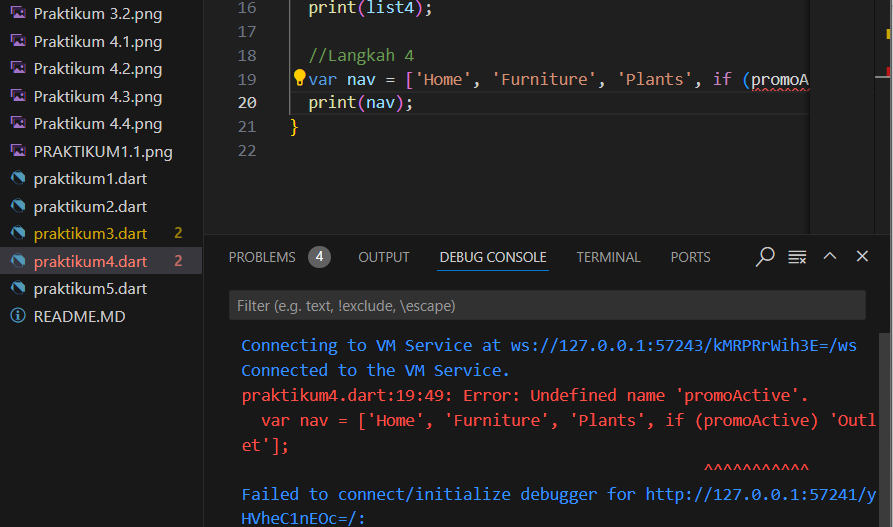 Praktikum 3.2.png
Praktikum 4.1.png
Praktikum 4.2.png
Praktikum 4.3.png
Praktikum 4.4.png
PRAKTIKUM1.1.png
praktikum1.dart
praktikum2.dart
praktikum3.dart 2
praktikum4.dart 2
praktikum5.dart
README.MD
16 print(list4);
17
18 //Langkah 4
19 var nav = ['Home', 'Furniture', 'Plants', if (promoA
20 print(nav);
21 }
22
PROBLEMS 4 OUTPUT DEBUG CONSOLE TERMINAL PORTS
Filter (e.g. text, !exclude, \escape)
Connecting to VM Service at ws://127.0.0.1:57243/kMRPRrWih3E=/ws
Connected to the VM Service.
praktikum4.dart:19:49: Error: Undefined name 'promoActive'.
var nav = ['Home', 'Furniture', 'Plants', if (promoActive) 'Outl
et'];
^^^^^^^^^^^
Failed to connect/initialize debugger for http://127.0.0.1:57241/y
HVheC1nEOc=/: